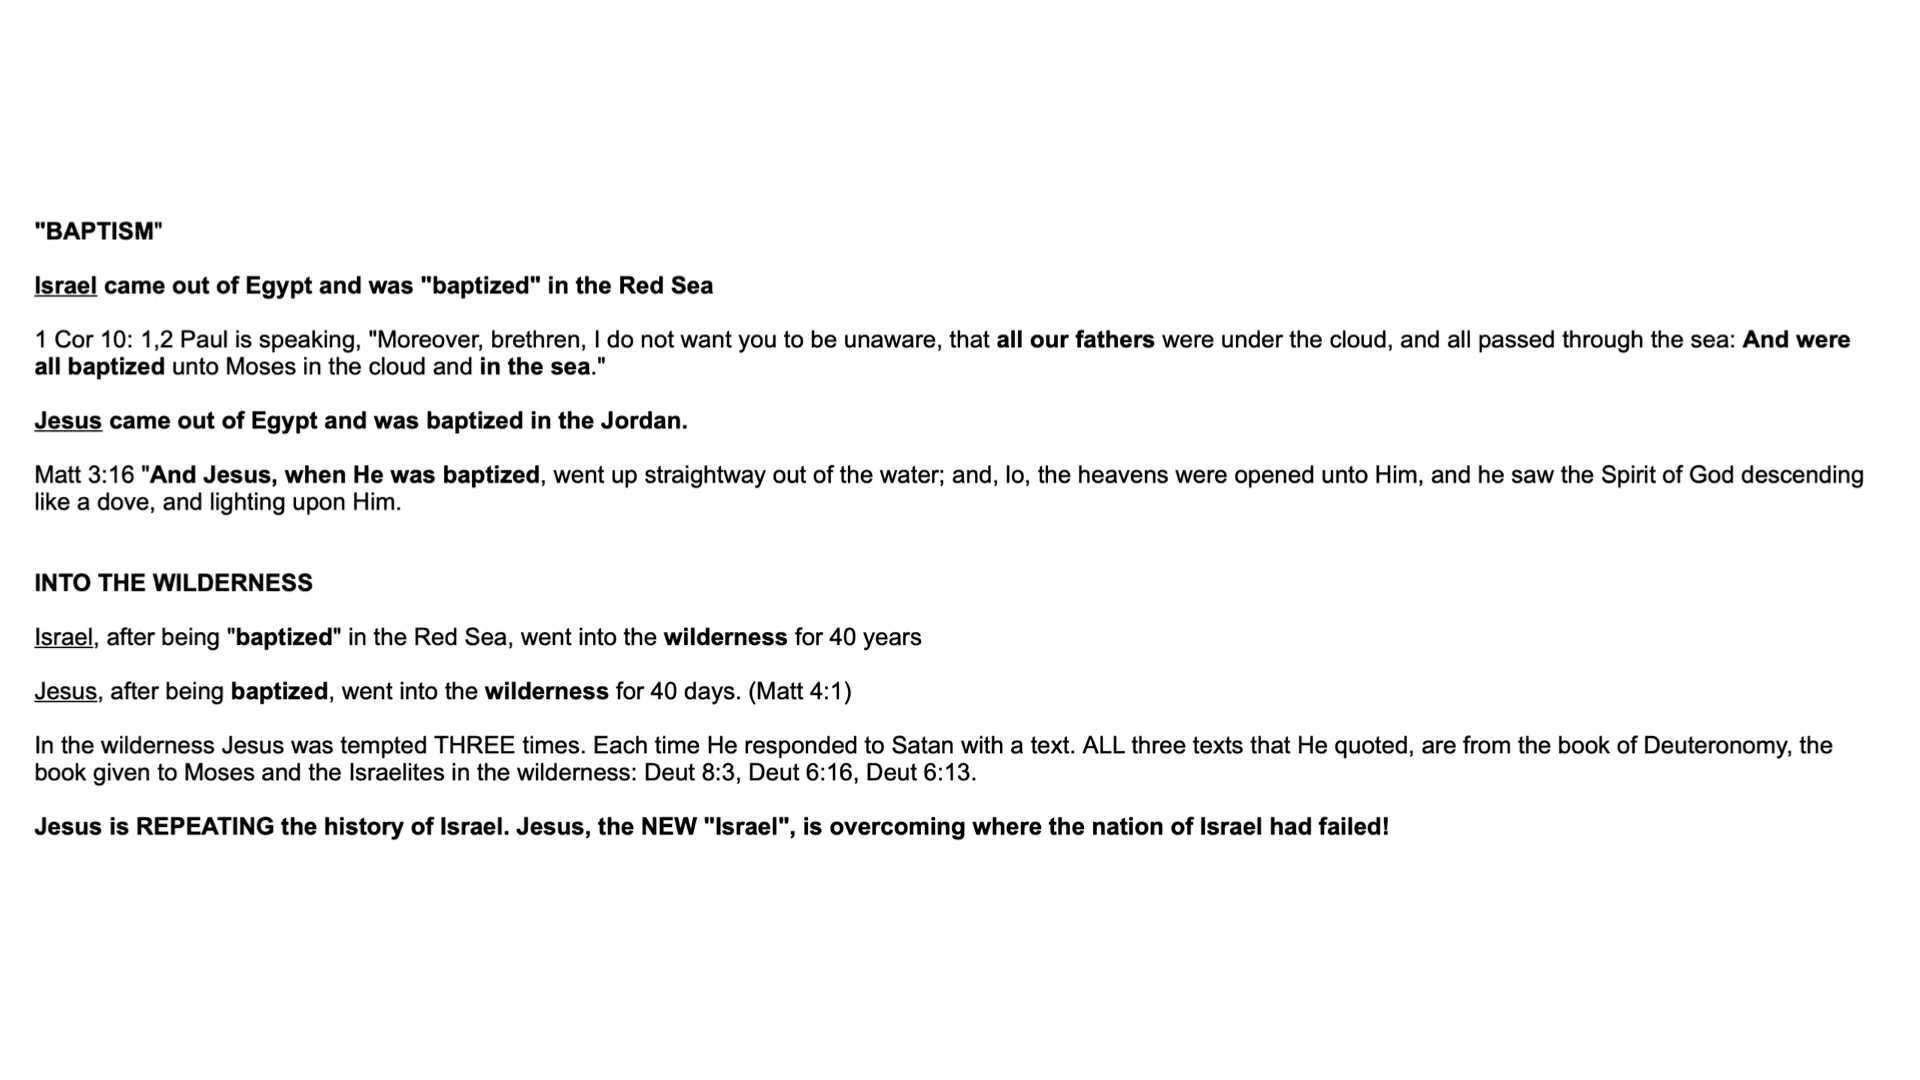 "BAPTISM"
Israel came out of Egypt and was "baptized" in the Red Sea
1 Cor 10: 1,2 Paul is speaking, "Moreover, brethren, I do not want you to be unaware, that all our fathers were under the cloud, and all passed through the sea: And were
all baptized unto Moses in the cloud and in the sea."
Jesus came out of Egypt and was baptized in the Jordan.
Matt 3:16 "And Jesus, when He was baptized, went up straightway out of the water; and, lo, the heavens were opened unto Him, and he saw the Spirit of God descending
like a dove, and lighting upon Him.
INTO THE WILDERNESS
Israel, after being "baptized" in the Red Sea, went into the wilderness for 40 years
Jesus, after being baptized, went into the wilderness for 40 days. (Matt 4:1)
In the wilderness Jesus was tempted THREE times. Each time He responded to Satan with a text. ALL three texts that He quoted, are from the book of Deuteronomy, the
book given to Moses and the Israelites in the wilderness: Deut 8:3, Deut 6:16, Deut 6:13.
Jesus is REPEATING the history of Israel. Jesus, the NEW "Israel", is overcoming where the nation of Israel had failed!